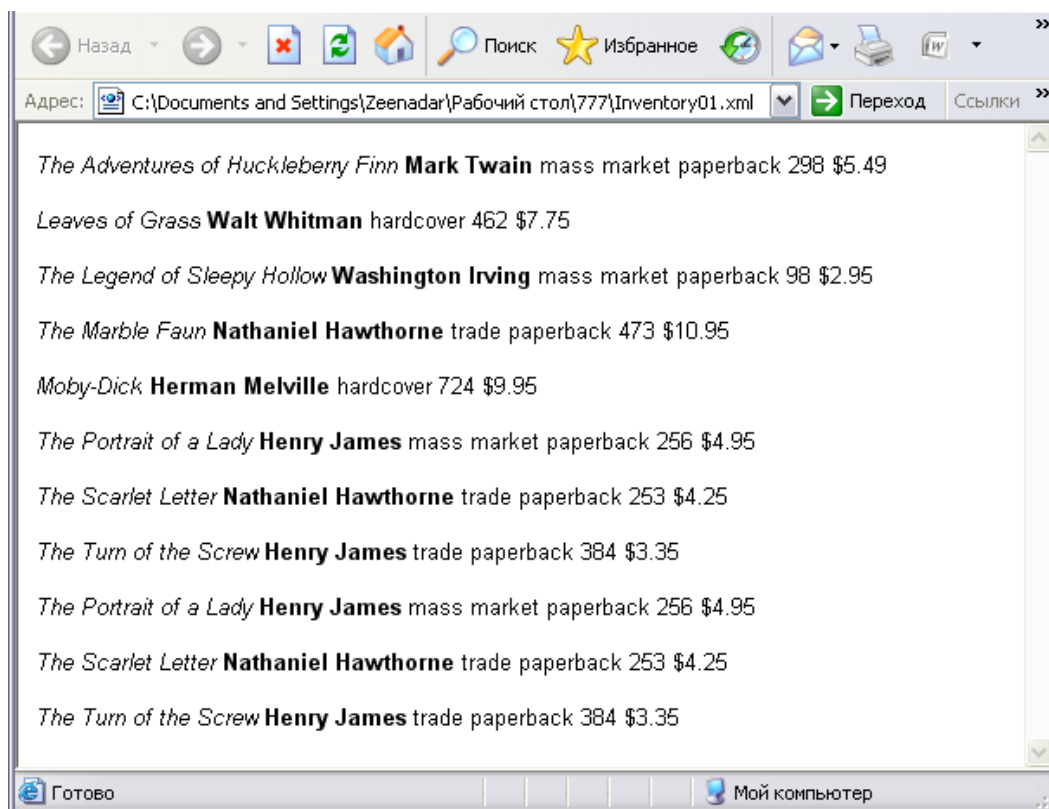 Назад Поиск Избранное
Адрес: C:\Documents and Settings\Zeenadar\Рабочий стол\777\Inventory01.xml Переход Ссылки
The Adventures of Huckleberry Finn Mark Twain mass market paperback 298 $5.49
Leaves of Grass Walt Whitman hardcover 462 $7.75
The Legend of Sleepy Hollow Washington Irving mass market paperback 98 $2.95
The Marble Faun Nathaniel Hawthorne trade paperback 473 $10.95
Moby-Dick Herman Melville hardcover 724 $9.95
The Portrait of a Lady Henry James mass market paperback 256 $4.95
The Scarlet Letter Nathaniel Hawthorne trade paperback 253 $4.25
The Turn of the Screw Henry James trade paperback 384 $3.35
The Portrait of a Lady Henry James mass market paperback 256 $4.95
The Scarlet Letter Nathaniel Hawthorne trade paperback 253 $4.25
The Turn of the Screw Henry James trade paperback 384 $3.35
Готово Мой компьютер